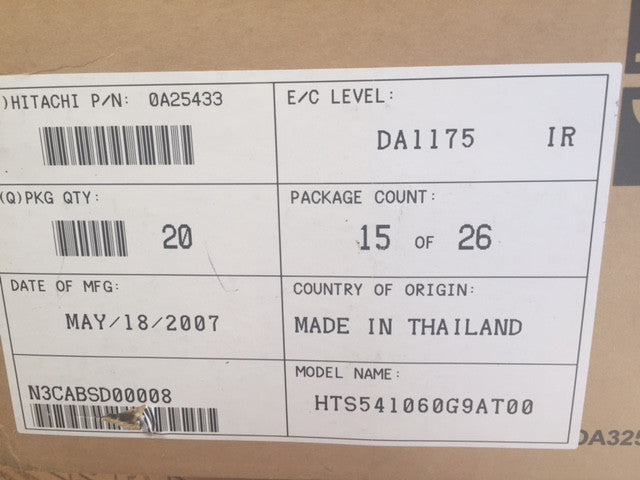 )HITACHI P/N: 0A25433
E/C LEVEL:
DA1175 IR
(Q)PKG QTY:
20
PACKAGE COUNT:
15 OF 26
DATE OF MFG:
MAY/18/2007
COUNTRY OF ORIGIN:
MADE IN THAILAND
N3CABSD00008
MODEL NAME:
HTS541060G9AT00
DA325